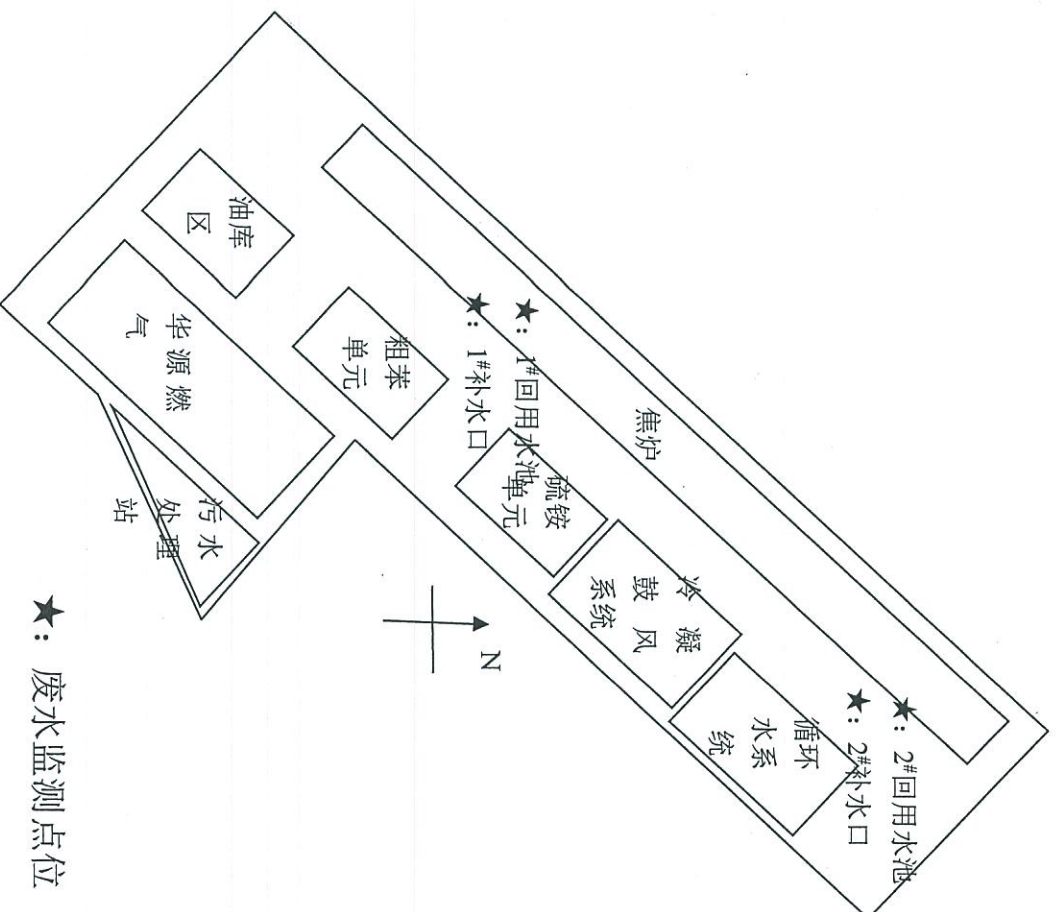 ★：2#回用水池
★：2#补水口
循环
水系
统
冷 凝
鼓 风
系统
焦炉
硫铵
单元
★：1#回用水池
★：1#补水口
N
粗苯
单元
油库
区
华 源 燃
气
污 水
处 理
站
★：废水监测点位